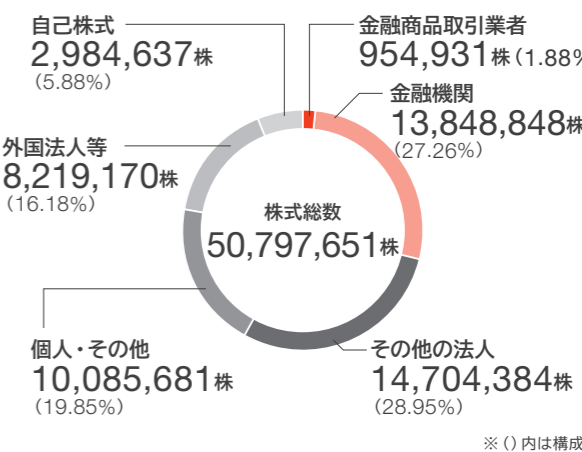 自己株式
2,984,637株
(5.88%)
金融商品取引業者
954,931株(1.88%
金融機関
13,848,848株
(27.26%)
外国法人等
8,219,170株
(16.18%)
株式総数
50,797,651株
個人・その他
10,085,681株
(19.85%)
その他の法人
14,704,384株
(28.95%)
※()内は構成